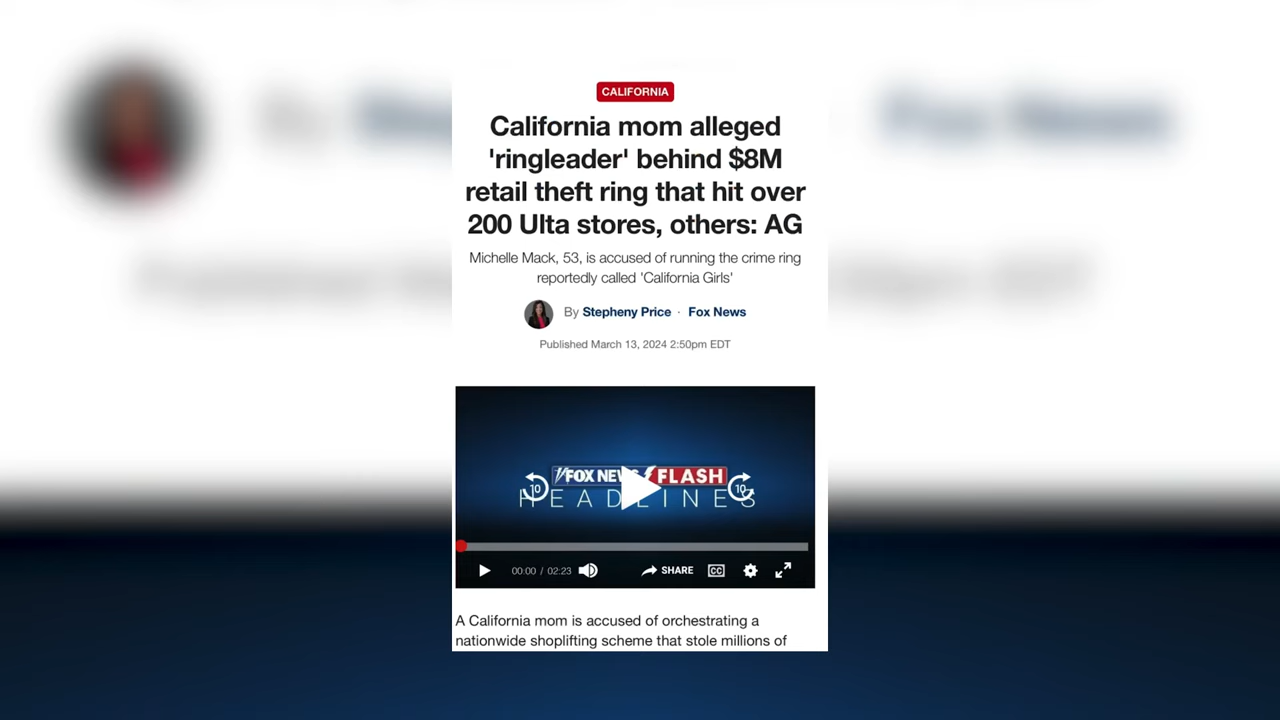 CALIFORNIA
California mom alleged
'ringleader' behind $8M
retail theft ring that hit over
200 Ulta stores, others: AG
Michelle Mack, 53, is accused of running the crime ring
reportedly called 'California Girls'
By Stepheny Price · Fox News
Published March 13, 2024 2:50pm EDT
FOX NEWS FLASH
HEADLINES
10
10
00:00 / 02:23
SHARE
CC
A California mom is accused of orchestrating a
nationwide shoplifting scheme that stole millions of